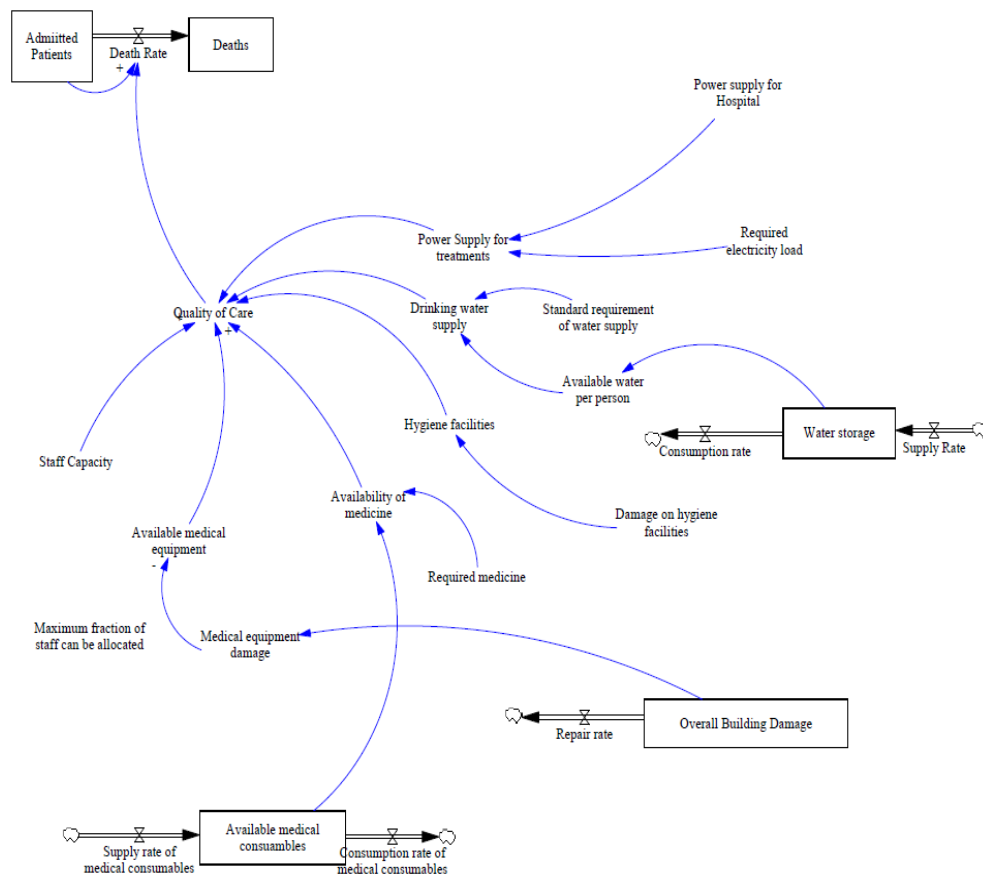 Admiitted
Patients
Death Rate
+
Deaths
Power supply for
Hospital
Power Supply for
treatments
Required
electricity load
Quality of Care
+
Drinking water
supply
Standard requirement
of water supply
Available water
per person
Hygiene facilities
Water storage
Consumption rate
Supply Rate
Staff Capacity
Availability of
medicine
Damage on hygiene
facilities
Available medical
equipment
-
Required medicine
Maximum fraction of
staff can be allocated
Medical equipment
damage
Overall Building Damage
Repair rate
Available medical
consuambles
Supply rate of
medical consumables
Consumption rate of
medical consumables